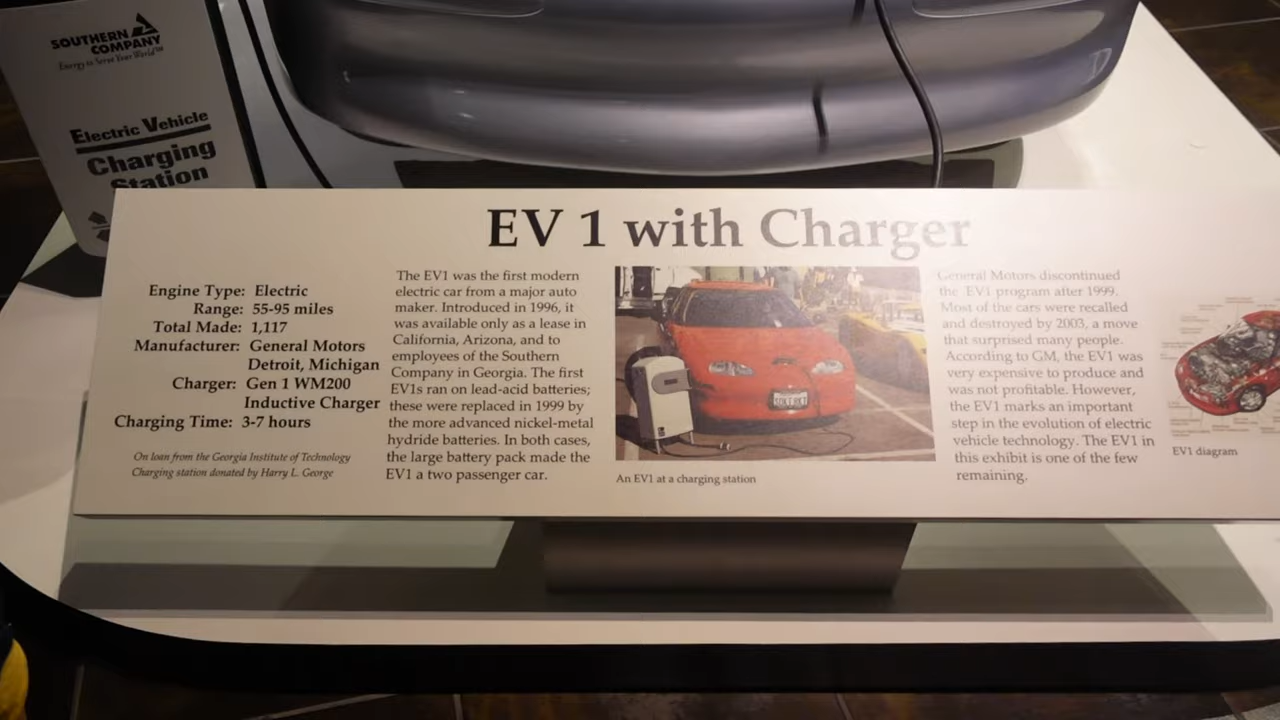 SOUTHERN
COMPANY
Energy to Serve Your World
Electric Vehicle
Charging
Station
EV 1 with Charger
Engine Type: Electric
Range: 55-95 miles
Total Made: 1,117
Manufacturer: General Motors
Detroit, Michigan
Charger: Gen 1 WM200
Inductive Charger
Charging Time: 3-7 hours
On loan from the Georgia Institute of Technology
Charging station donated by Harry L. George
The EV1 was the first modern
electric car from a major auto
maker. Introduced in 1996, it
was available only as a lease in
California, Arizona, and to
employees of the Southern
Company in Georgia. The first
EV1s ran on lead-acid batteries;
these were replaced in 1999 by
the more advanced nickel-metal
hydride batteries. In both cases,
the large battery pack made the
EV1 a two passenger car.
An EV1 at a charging station
General Motors discontinued
the EV1 program after 1999.
Most of the cars were recalled
and destroyed by 2003, a move
that surprised many people.
According to GM, the EV1 was
very expensive to produce and
was not profitable. However,
the EV1 marks an important
step in the evolution of electric
vehicle technology. The EV1 in
this exhibit is one of the few
remaining.
EV1 diagram